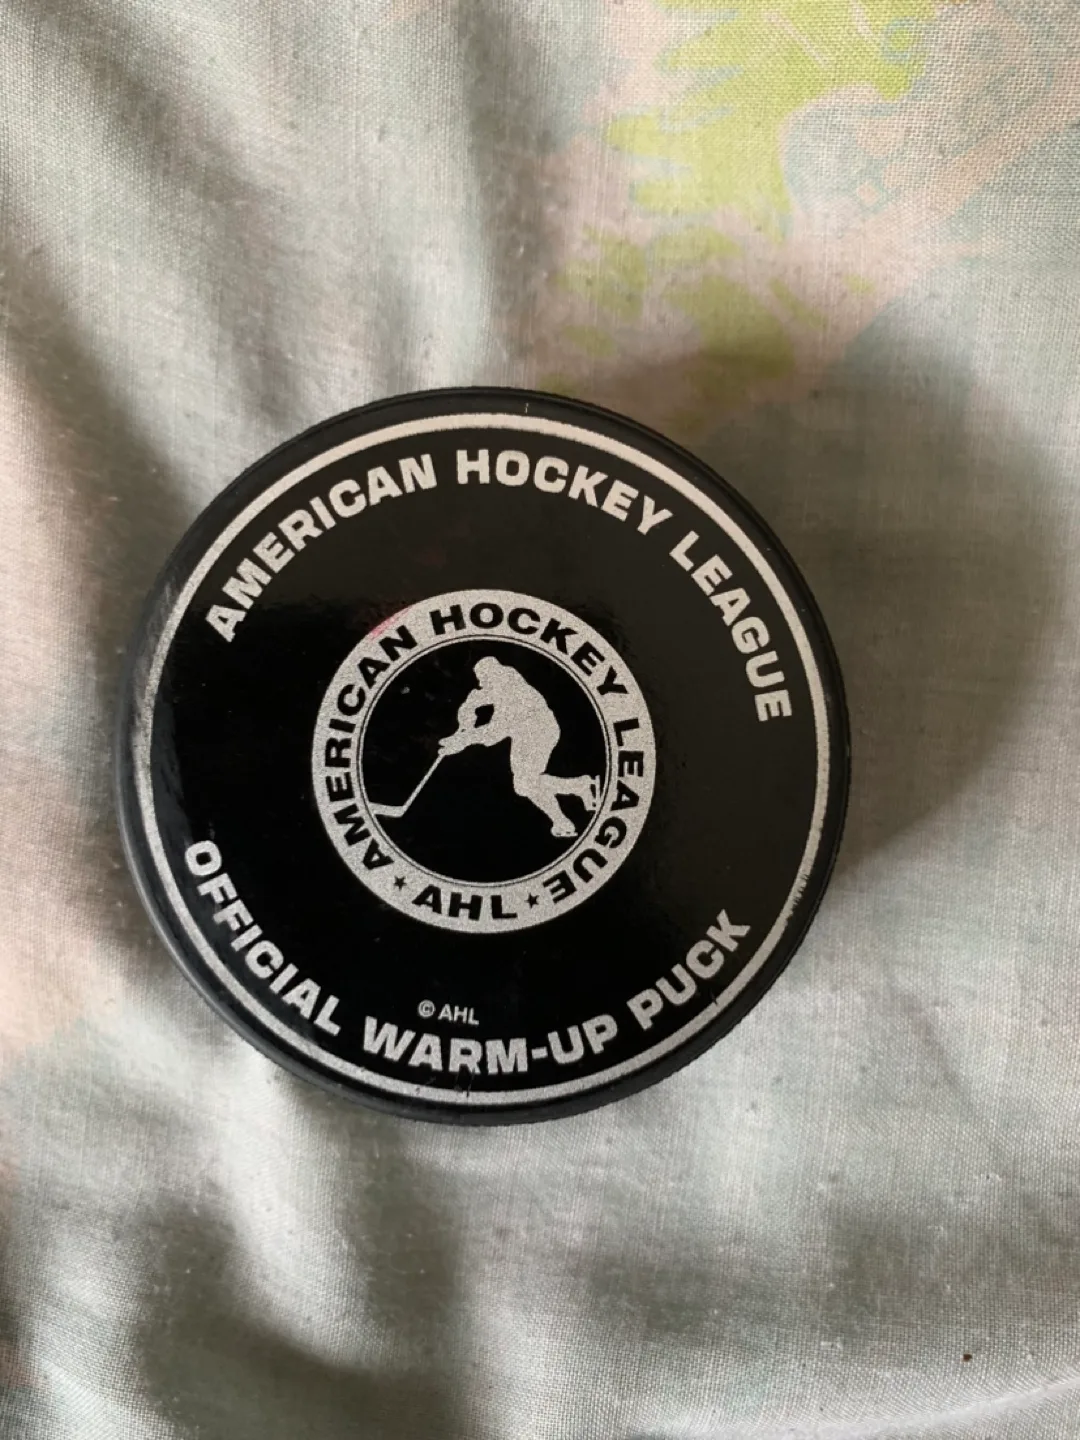 AMERICAN HOCKEY LEAGUE
AMERICAN HOCKEY LEAGUE
★ AHL ★
© AHL
OFFICIAL WARM-UP PUCK